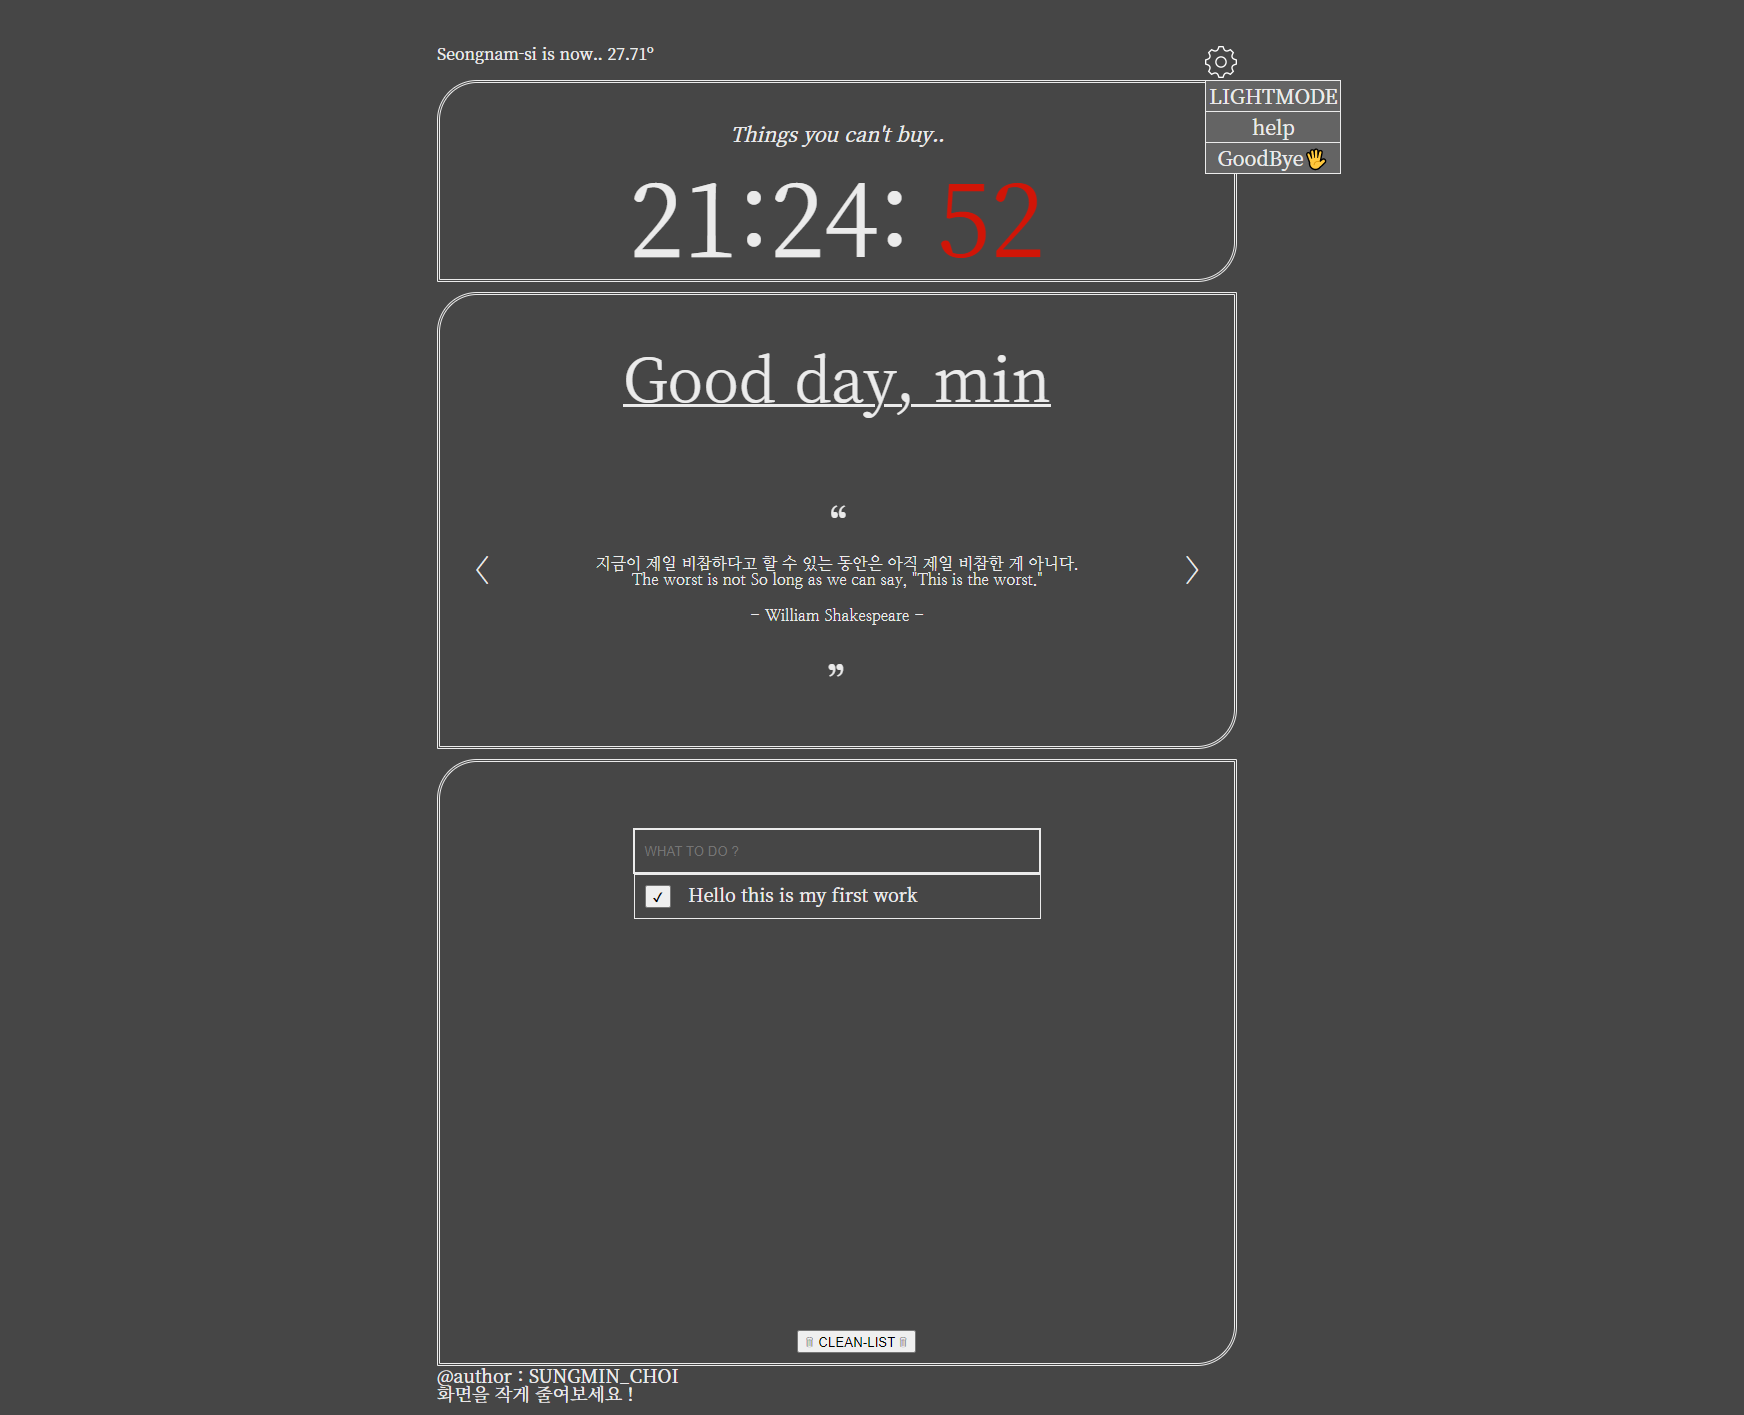 Seongnam-si is now.. 27.71º
LIGHTMODE
help
GoodBye🖐
Things you can't buy..
21:24: 52
Good day, min
“
지금이 제일 비참하다고 할 수 있는 동안은 아직 제일 비참한 게 아니다.
The worst is not So long as we can say, "This is the worst."
- William Shakespeare -
”
WHAT TO DO ?
✓ Hello this is my first work
🗑 CLEAN-LIST 🗑
@author : SUNGMIN_CHOI
화면을 작게 줄여보세요 !